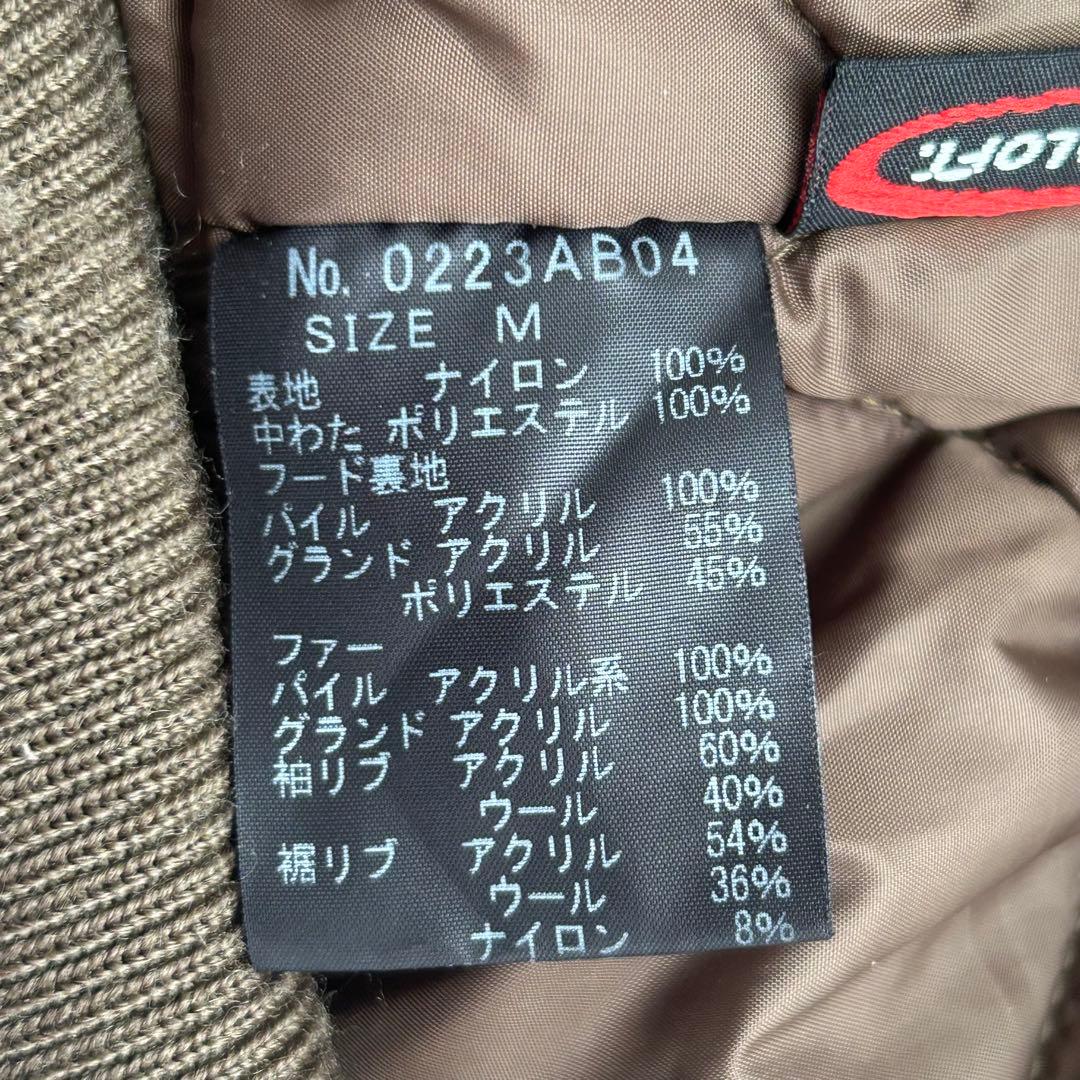 LOFT.
No. 0223AB04
SIZE M
表地 ナイロン 100%
中わた ポリエステル 100%
フード裏地
パイル アクリル 100%
グランド アクリル 55%
ポリエステル 45%
ファー
パイル アクリル系 100%
グランド アクリル 100%
袖リブ アクリル 60%
ウール 40%
裾リブ アクリル 54%
ウール 36%
ナイロン 8%